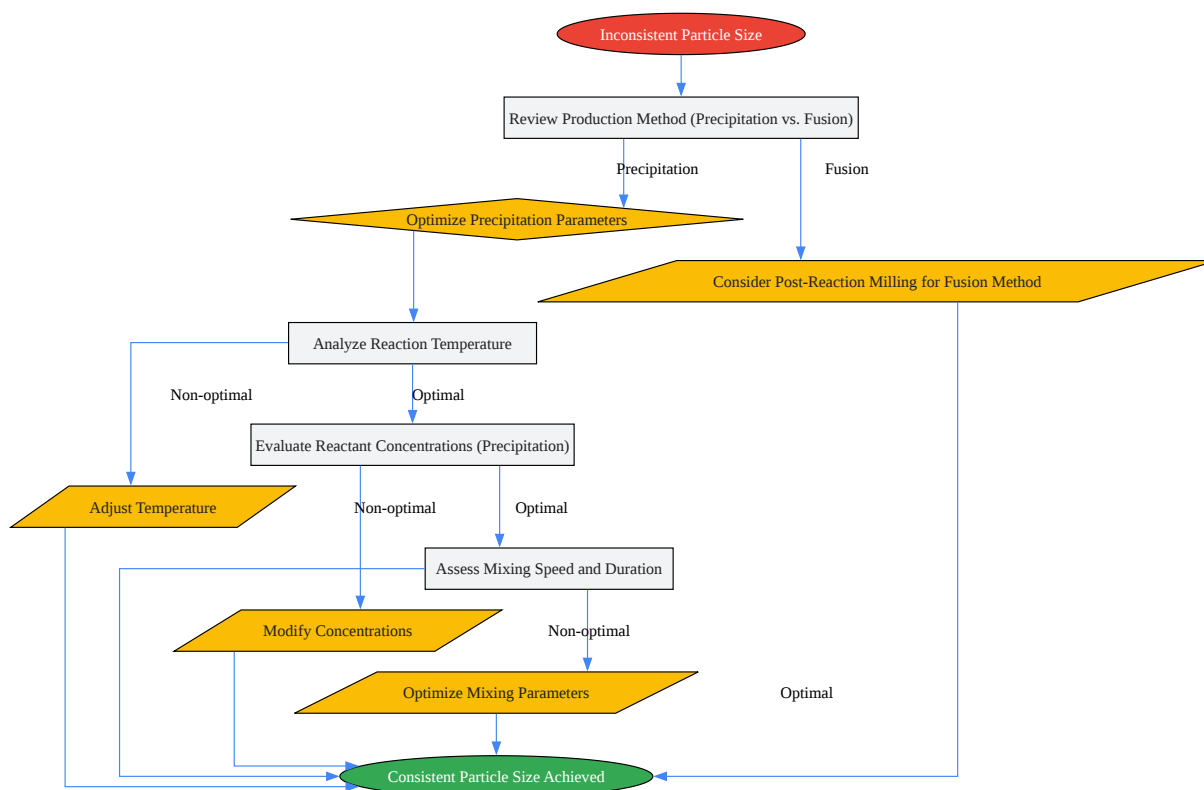 Inconsistent Particle Size
Review Production Method (Precipitation vs. Fusion)
Precipitation
Fusion
Optimize Precipitation Parameters
Consider Post-Reaction Milling for Fusion Method
Analyze Reaction Temperature
Non-optimal
Optimal
Evaluate Reactant Concentrations (Precipitation)
Adjust Temperature
Non-optimal
Optimal
Assess Mixing Speed and Duration
Modify Concentrations
Non-optimal
Optimize Mixing Parameters
Optimal
Consistent Particle Size Achieved